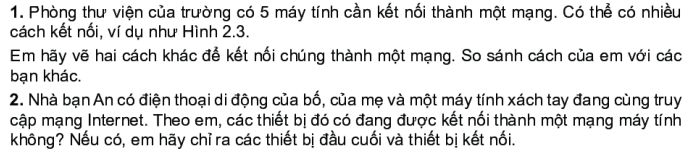 1. Phòng thư viện của trường có 5 máy tính cần kết nối thành một mạng. Có thể có nhiều
cách kết nối, ví dụ như Hình 2.3.
Em hãy vẽ hai cách khác để kết nối chúng thành một mạng. So sánh cách của em với các
bạn khác.
2. Nhà bạn An có điện thoại di động của bố, của mẹ và một máy tính xách tay đang cùng truy
cập mạng Internet. Theo em, các thiết bị đó có đang được kết nối thành một mạng máy tính
không? Nếu có, em hãy chỉ ra các thiết bị đầu cuối và thiết bị kết nối.